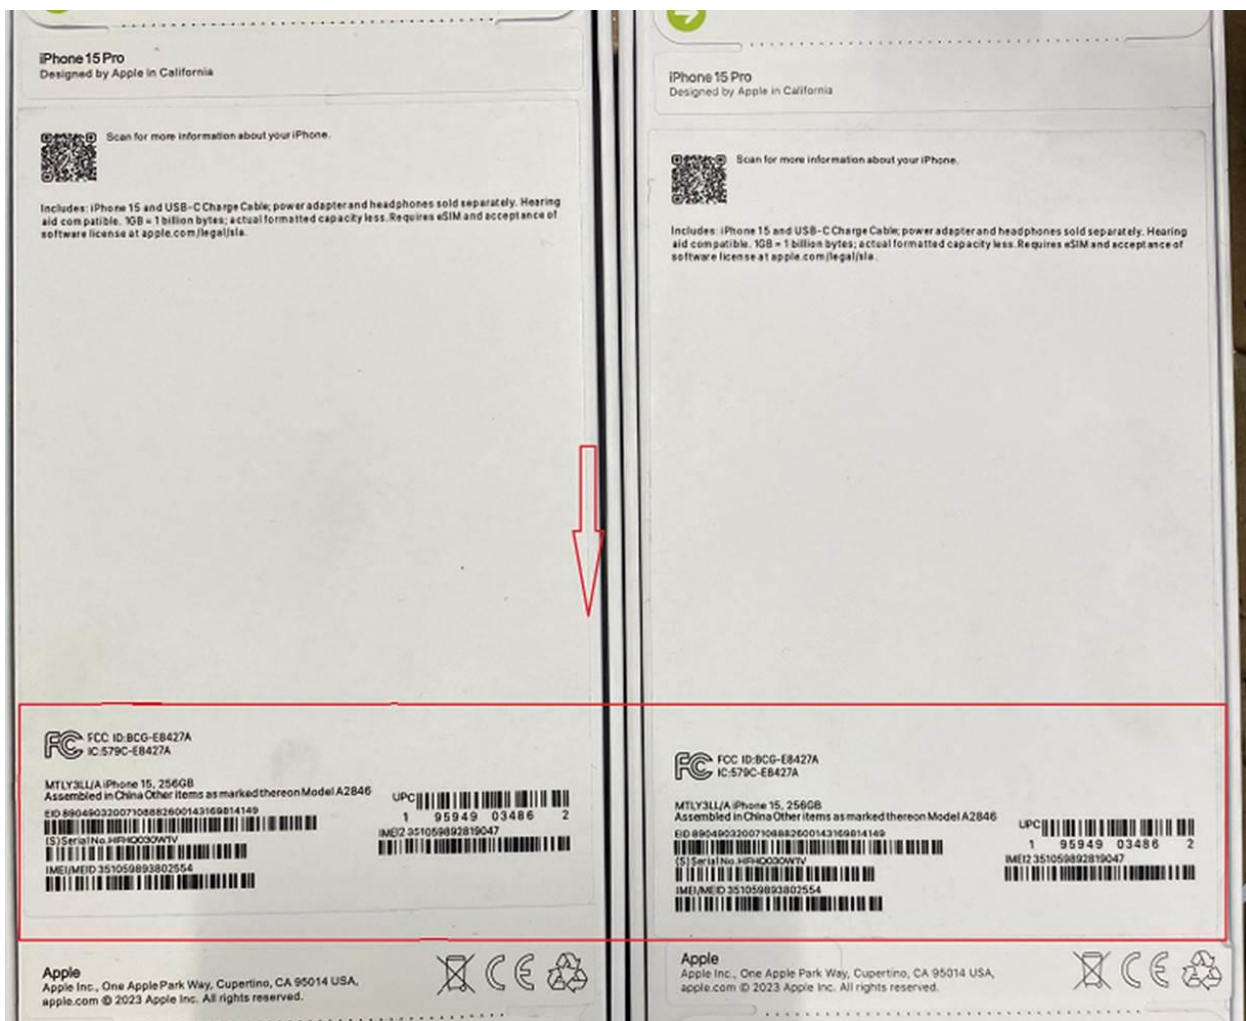 iPhone 15 Pro
Designed by Apple in California
Scan for more information about your iPhone.
Includes: iPhone 15 and USB-C Charge Cable; power adapter and headphones sold separately. Hearing
aid compatible. 1GB = 1 billion bytes; actual formatted capacity less. Requires eSIM and acceptance of
software license at apple.com/legal/sla.
FCC ID:BCG-E8427A
IC:579C-E8427A
MTLY3LL/A iPhone 15, 256GB
Assembled in China Other items as marked thereon Model A2846
EID 89049032007108882600143169814149
(S) Serial No. HFHQ030W1V
IMEI/MEID 351059893802554
UPC
1 95949 03486 2
IMEI2 351059892819047
Apple
Apple Inc., One Apple Park Way, Cupertino, CA 95014 USA,
apple.com © 2023 Apple Inc. All rights reserved.
iPhone 15 Pro
Designed by Apple in California
Scan for more information about your iPhone.
Includes: iPhone 15 and USB-C Charge Cable; power adapter and headphones sold separately. Hearing
aid compatible. 1GB = 1 billion bytes; actual formatted capacity less. Requires eSIM and acceptance of
software license at apple.com/legal/sla.
FCC ID:BCG-E8427A
IC:579C-E8427A
MTLY3LL/A iPhone 15, 256GB
Assembled in China Other items as marked thereon Model A2846
EID 89049032007108882600143169814149
(S) Serial No. HFHQ030W1V
IMEI/MEID 351059893802554
UPC
1 95949 03486 2
IMEI2 351059892819047
Apple
Apple Inc., One Apple Park Way, Cupertino, CA 95014 USA,
apple.com © 2023 Apple Inc. All rights reserved.